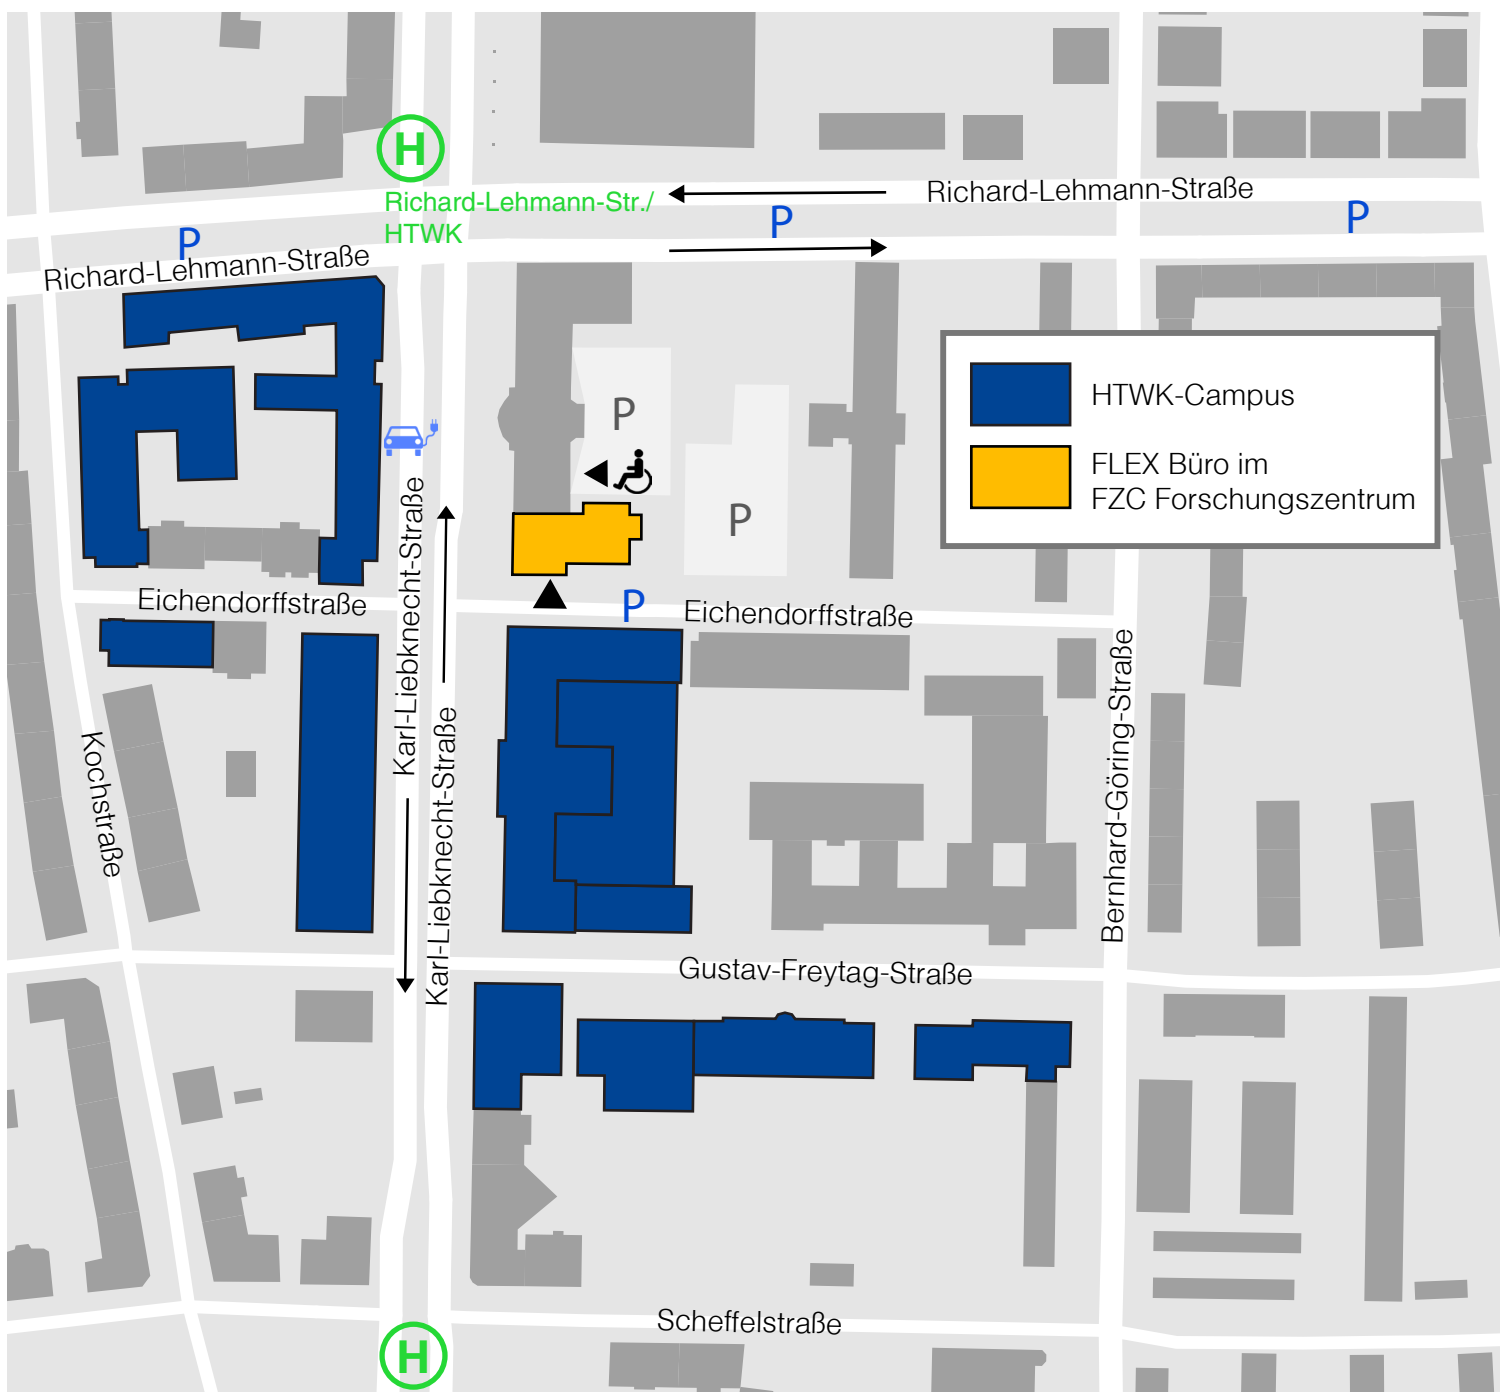 H
Richard-Lehmann-Str./
HTWK
Richard-Lehmann-Straße
P
P
P
Richard-Lehmann-Straße
HTWK-Campus
FLEX Büro im
FZC Forschungszentrum
P
P
Karl-Liebknecht-Straße
Eichendorffstraße
P
Eichendorffstraße
Kochstraße
Karl-Liebknecht-Straße
Bernhard-Göring-Straße
Gustav-Freytag-Straße
Scheffelstraße
H